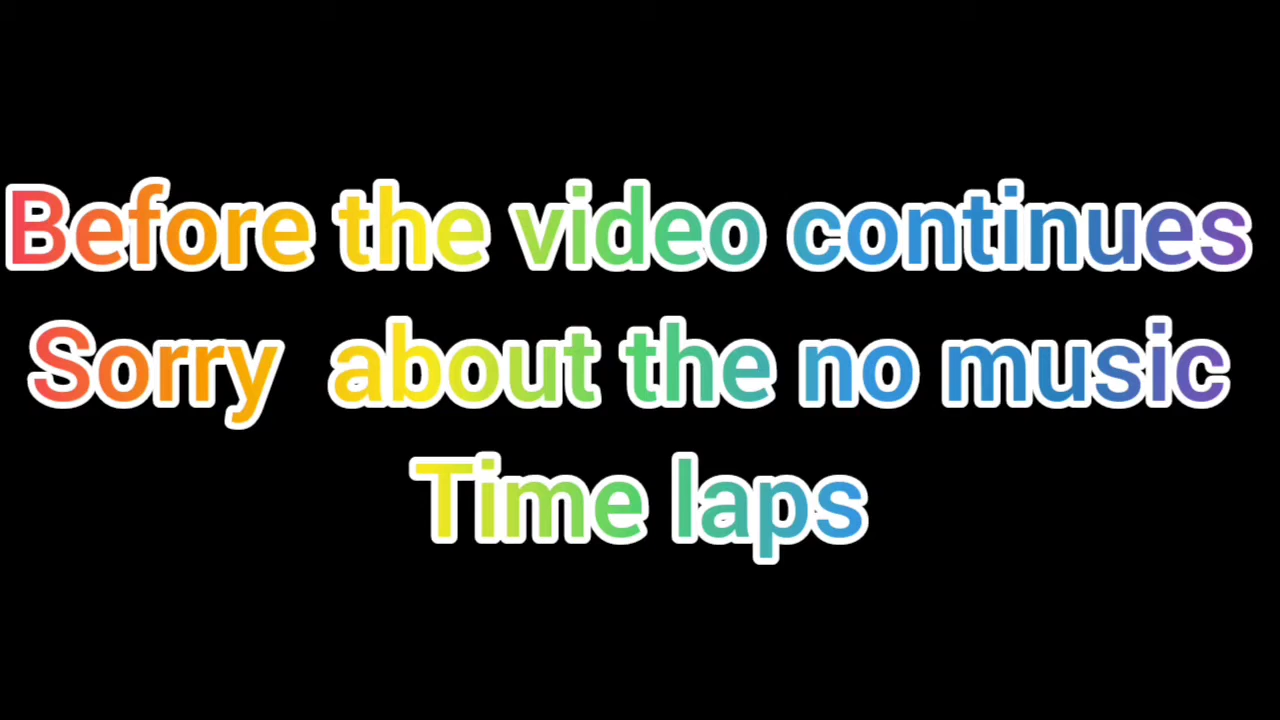 Before the video continues
Sorry  about the no music
Time laps